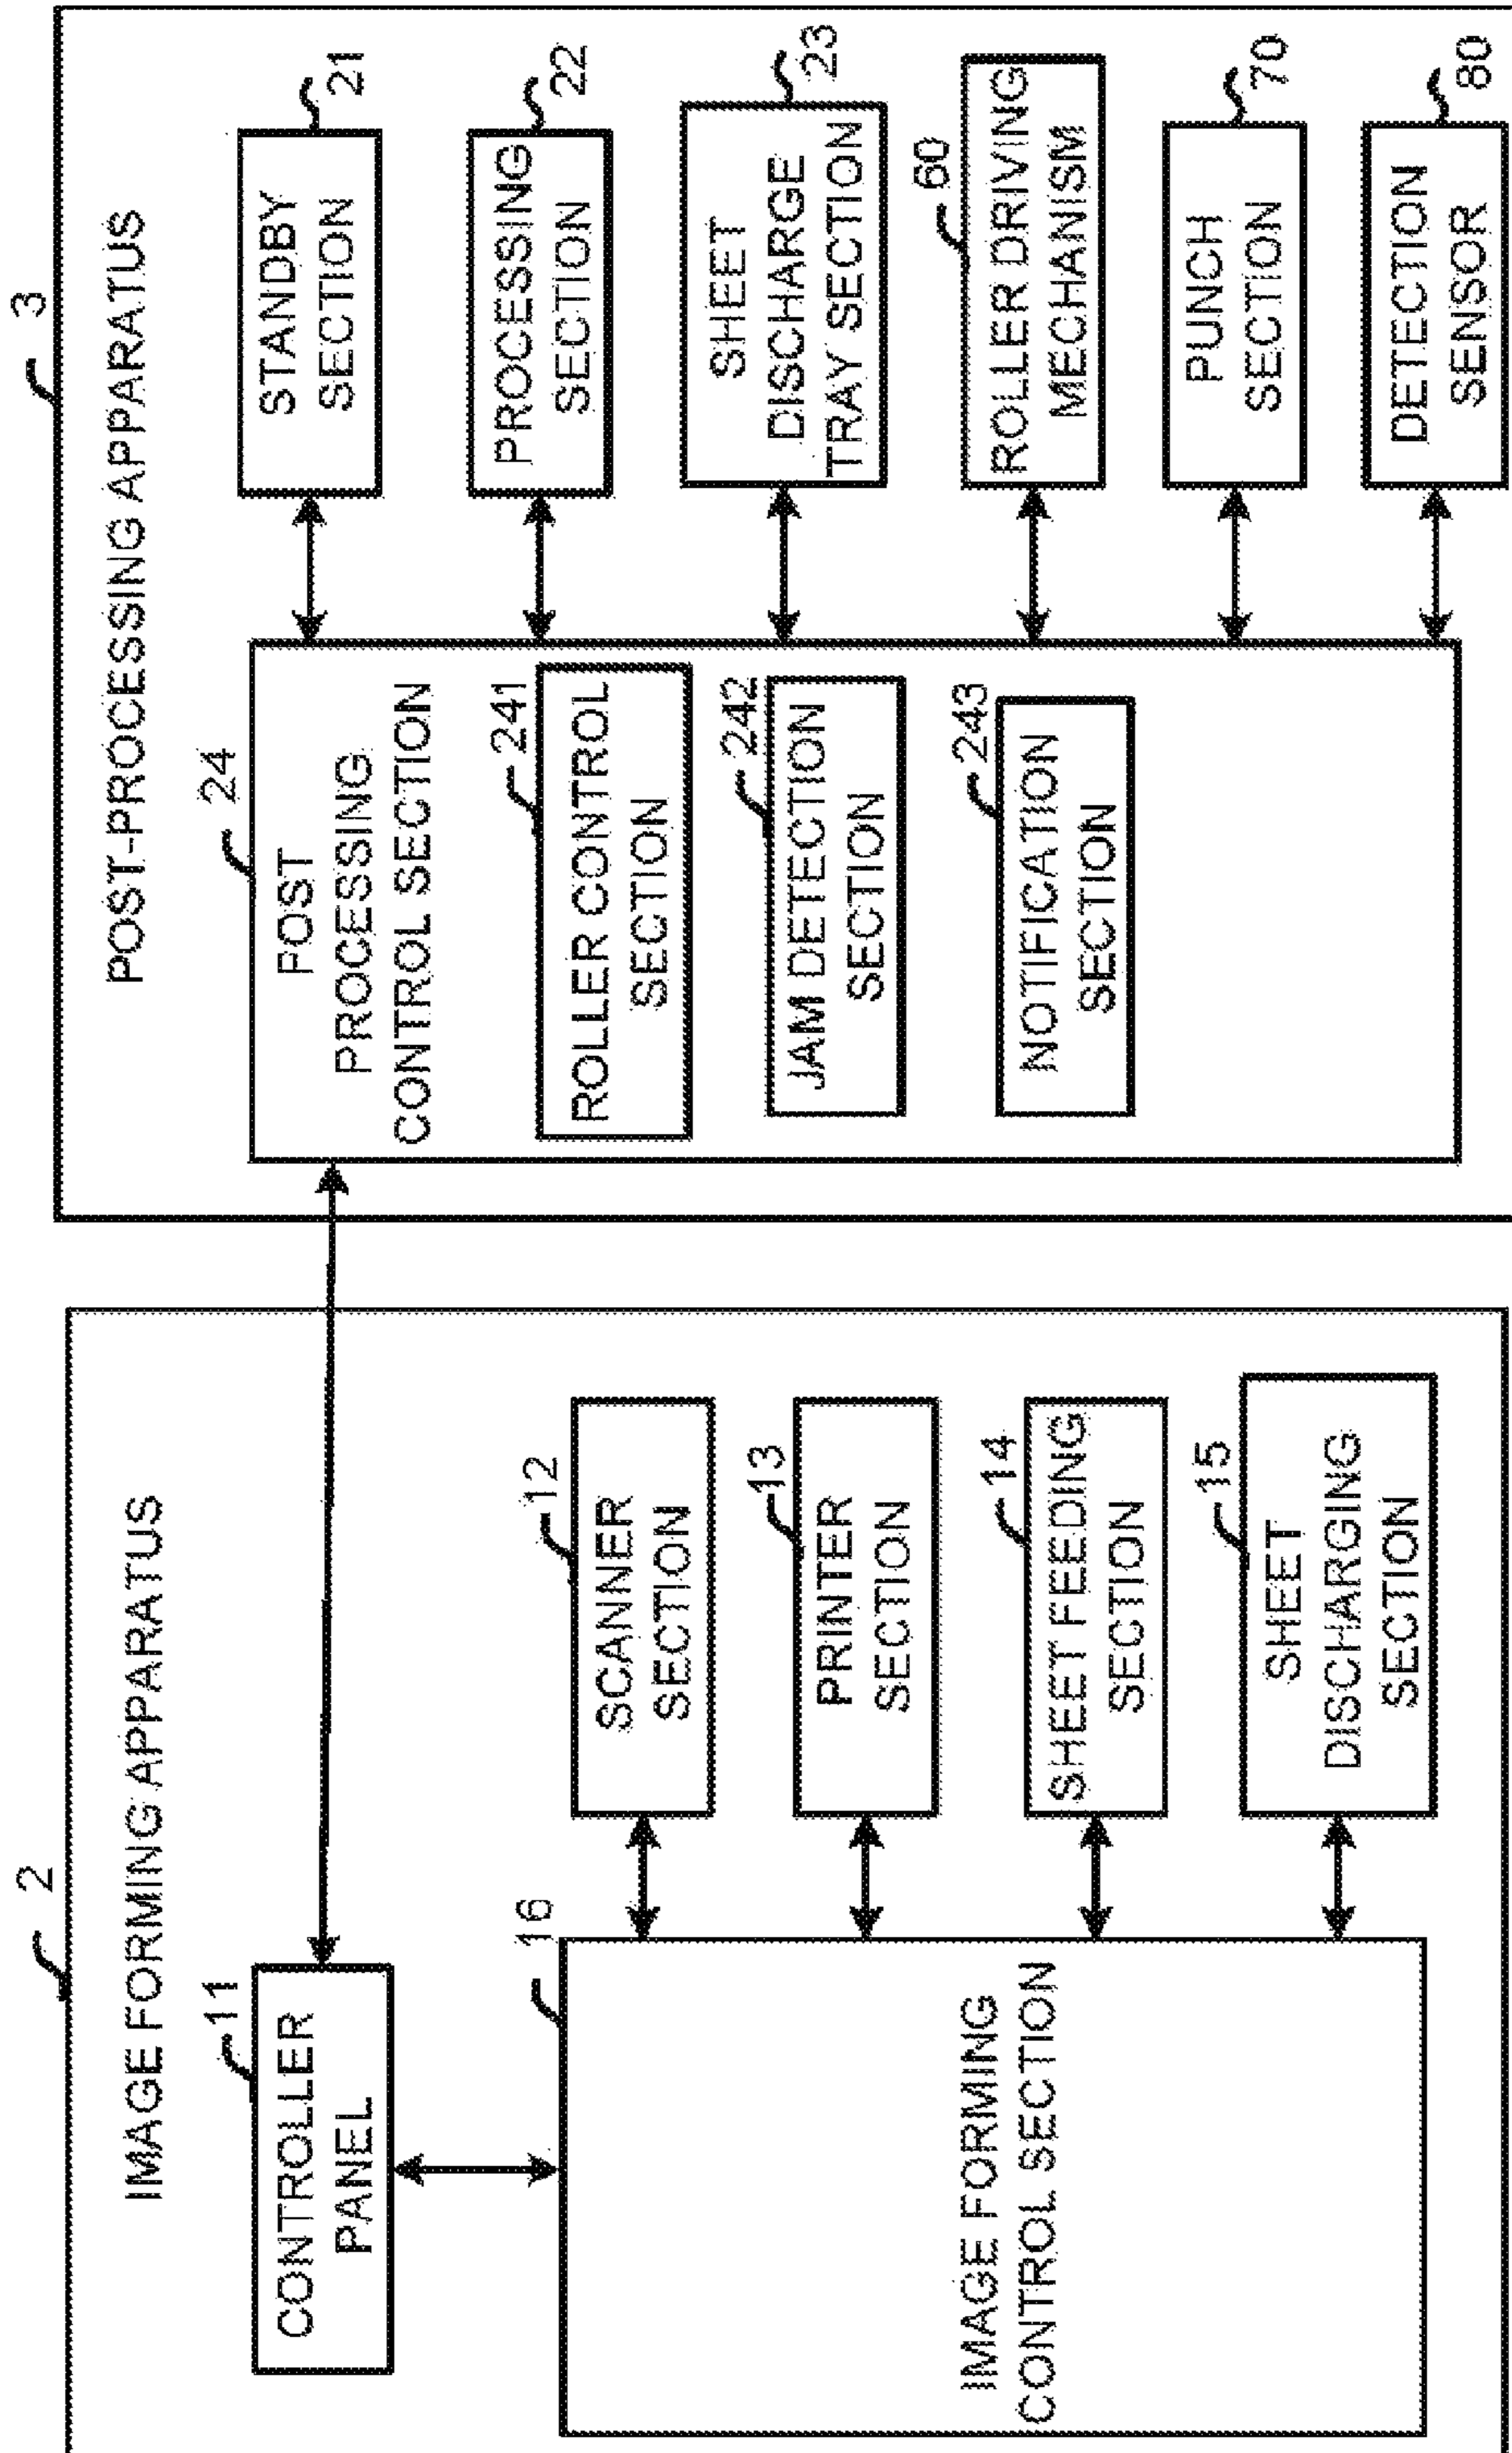 2
IMAGE FORMING APPARATUS
11
CONTROLLER
PANEL
16
IMAGE FORMING
CONTROL SECTION
12
SCANNER
SECTION
13
PRINTER
SECTION
14
SHEET FEEDING
SECTION
15
SHEET
DISCHARGING
SECTION
3
POST-PROCESSING APPARATUS
24
POST
PROCESSING
CONTROL SECTION
241
ROLLER CONTROL
SECTION
242
JAM DETECTION
SECTION
243
NOTIFICATION
SECTION
21
STANDBY
SECTION
22
PROCESSING
SECTION
23
SHEET
DISCHARGE
TRAY SECTION
60
ROLLER DRIVING
MECHANISM
70
PUNCH
SECTION
80
DETECTION
SENSOR